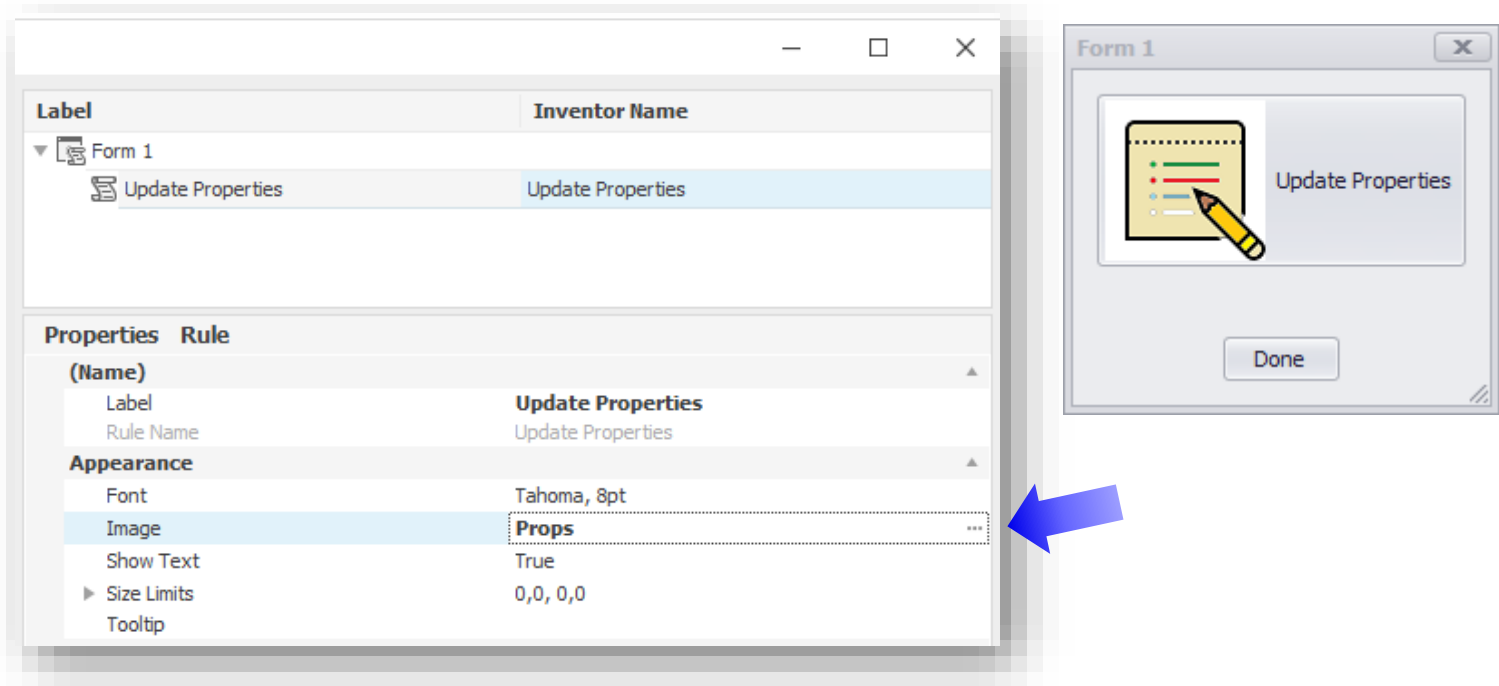 Label Inventor Name
Form 1
Update Properties Update Properties
Properties Rule
(Name)
Label Update Properties
Rule Name Update Properties
Appearance
Font Tahoma, 8pt
Image Props ...
Show Text True
Size Limits 0,0, 0,0
Tooltip
Form 1
Update Properties
Done